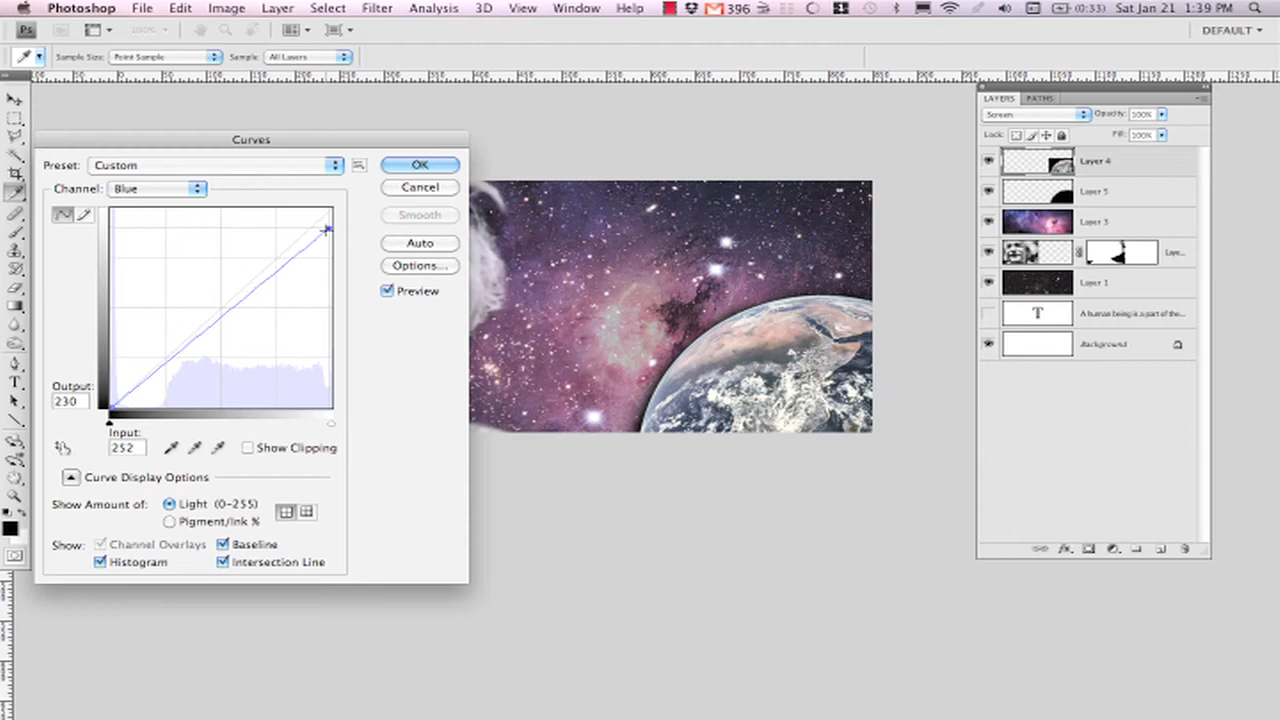 Photoshop File Edit Image Layer Select Filter Analysis 3D View Window Help 396 1 (0:33) Sat Jan 21 1:39 PM
Ps 100% DEFAULT
Sample Size: Point Sample Sample: All Layers
Curves
Preset: Custom OK
Channel: Blue Cancel
Smooth
Auto
Options...
Preview
Output:
230
Input:
252 Show Clipping
Curve Display Options
Show Amount of: Light (0-255)
Pigment/Ink %
Show: Channel Overlays Baseline
Histogram Intersection Line
LAYERS PATHS
Screen Opacity: 100%
Lock: Fill: 100%
Layer 4
Layer 5
Layer 3
Laye...
Layer 1
T A human being is a part of the...
Background